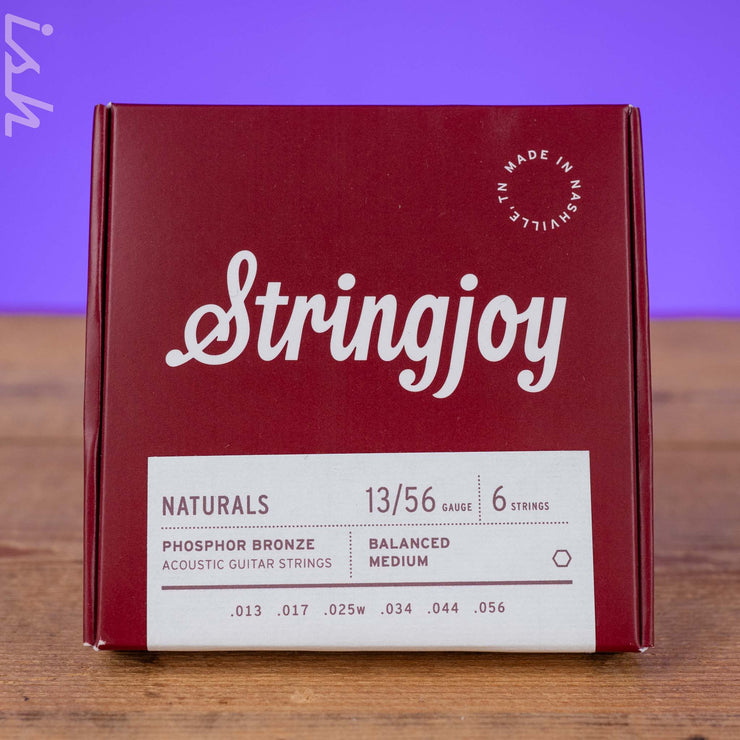 ish
MADE IN NASHVILLE, TN
Stringjoy
NATURALS 13/56 GAUGE 6 STRINGS
PHOSPHOR BRONZE BALANCED
ACOUSTIC GUITAR STRINGS MEDIUM
.013 .017 .025w .034 .044 .056